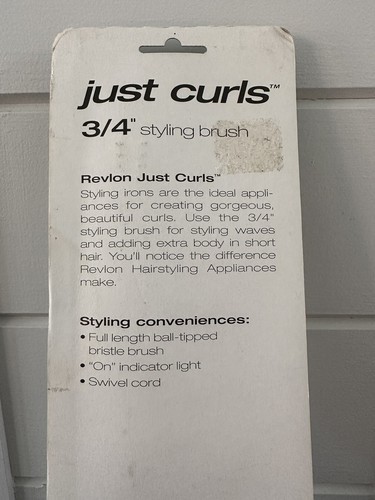 just curls™
3/4" styling brush
Revlon Just Curls™
Styling irons are the ideal appli-
ances for creating gorgeous,
beautiful curls. Use the 3/4"
styling brush for styling waves
and adding extra body in short
hair. You'll notice the difference
Revlon Hairstyling Appliances
make.
Styling conveniences:
• Full length ball-tipped
bristle brush
• "On" indicator light
• Swivel cord